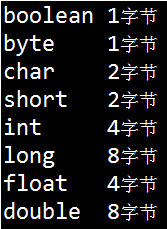 boolean 1字节
byte 1字节
char 2字节
short 2字节
int 4字节
long 8字节
float 4字节
double 8字节